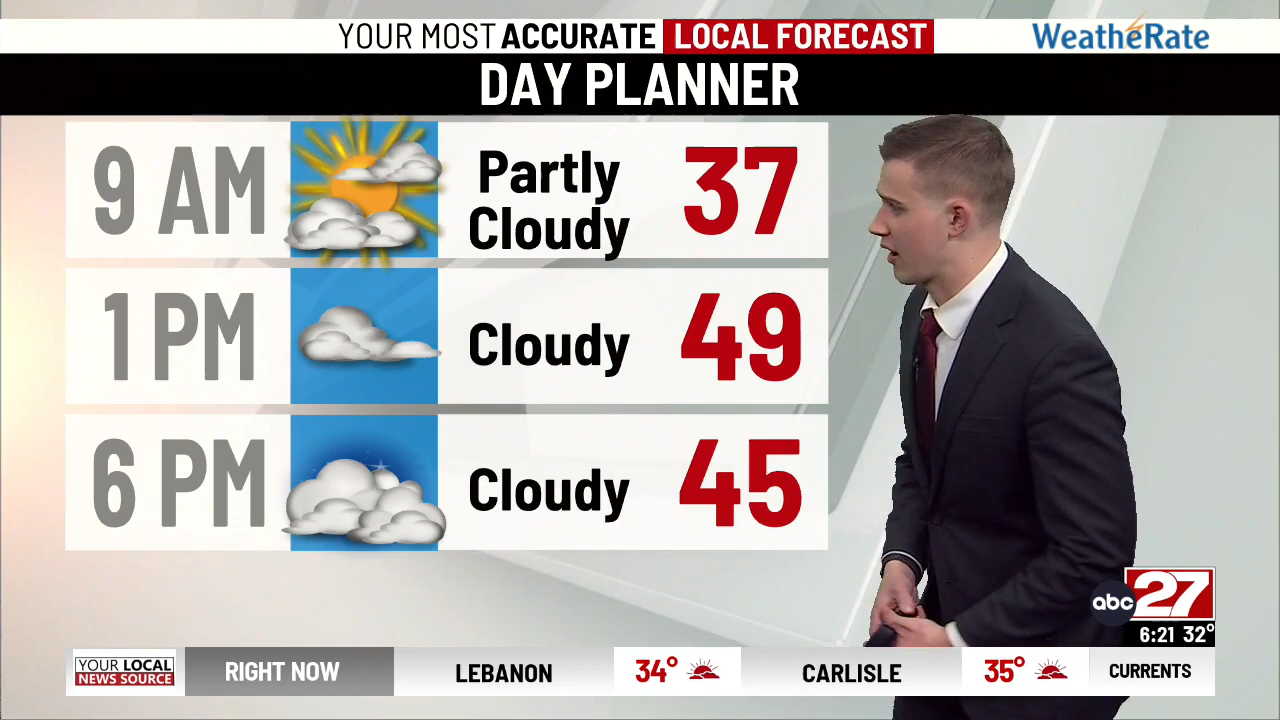 YOUR MOST ACCURATE LOCAL FORECAST
WeatheRate
DAY PLANNER
9 AM
Partly
Cloudy
37
1 PM
Cloudy
49
6 PM
Cloudy
45
abc 27
6:21 32°
YOUR LOCAL
NEWS SOURCE
RIGHT NOW
LEBANON
34°
CARLISLE
35°
CURRENTS